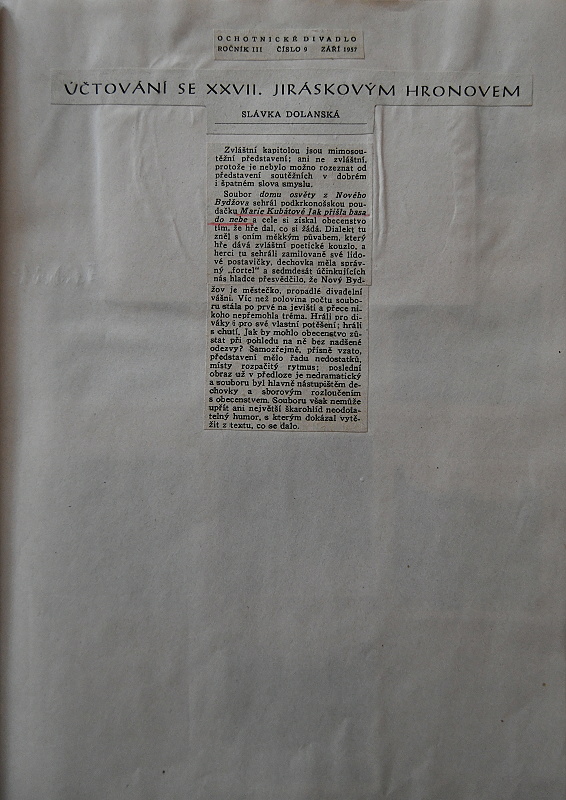 OCHOTNICKÉ DIVADLO
ROČNÍK III ČÍSLO 9 ZÁŘÍ 1957
ÚČTOVÁNÍ SE XXVII. JIRÁSKOVÝM HRONOVEM
SLÁVKA DOLANSKÁ
Zvláštní kapitolou jsou mimosou-
těžní představení; ani ne zvláštní,
protože je nebylo možno rozeznat od
představení soutěžních v dobrém
i špatném slova smyslu.
Soubor domu osvěty z Nového
Bydžova sehrál podkrkonošskou pou-
dačku Marie Kubátové Jak přišla basa
do nebe a cele si získal obecenstvo
tím, že hře dal, co si žádá. Dialekt tu
zněl s oním měkkým půvabem, který
hře dává zvláštní poetické kouzlo, a
herci tu sehráli zamilované své lido-
vé postavičky, dechovka měla správ-
ný „fortel“ a sedmdesát účinkujících
nás hladce přesvědčilo, že Nový Byd-
žov je městečko, propadlé divadelní
vášni. Víc než polovina počtu soubo-
ru stála po prvé na jevišti a přece ni-
koho nepřemohla tréma. Hráli pro di-
váky i pro své vlastní potěšení; hráli
s chutí. Jak by mohlo obecenstvo zů-
stat při pohledu na ně bez nadšené
odezvy? Samozřejmě, přísně vzato,
představení mělo řadu nedostatků,
místy rozpačitý rytmus; poslední
obraz už v předloze je nedramatický
a souboru byl hlavně nástupištěm de-
chovky a sborovým rozloučením
s obecenstvem. Souboru však nemůže
upřít ani největší škarohlíd neodola-
telný humor, s kterým dokázal vytě-
žit z textu, co se dalo.